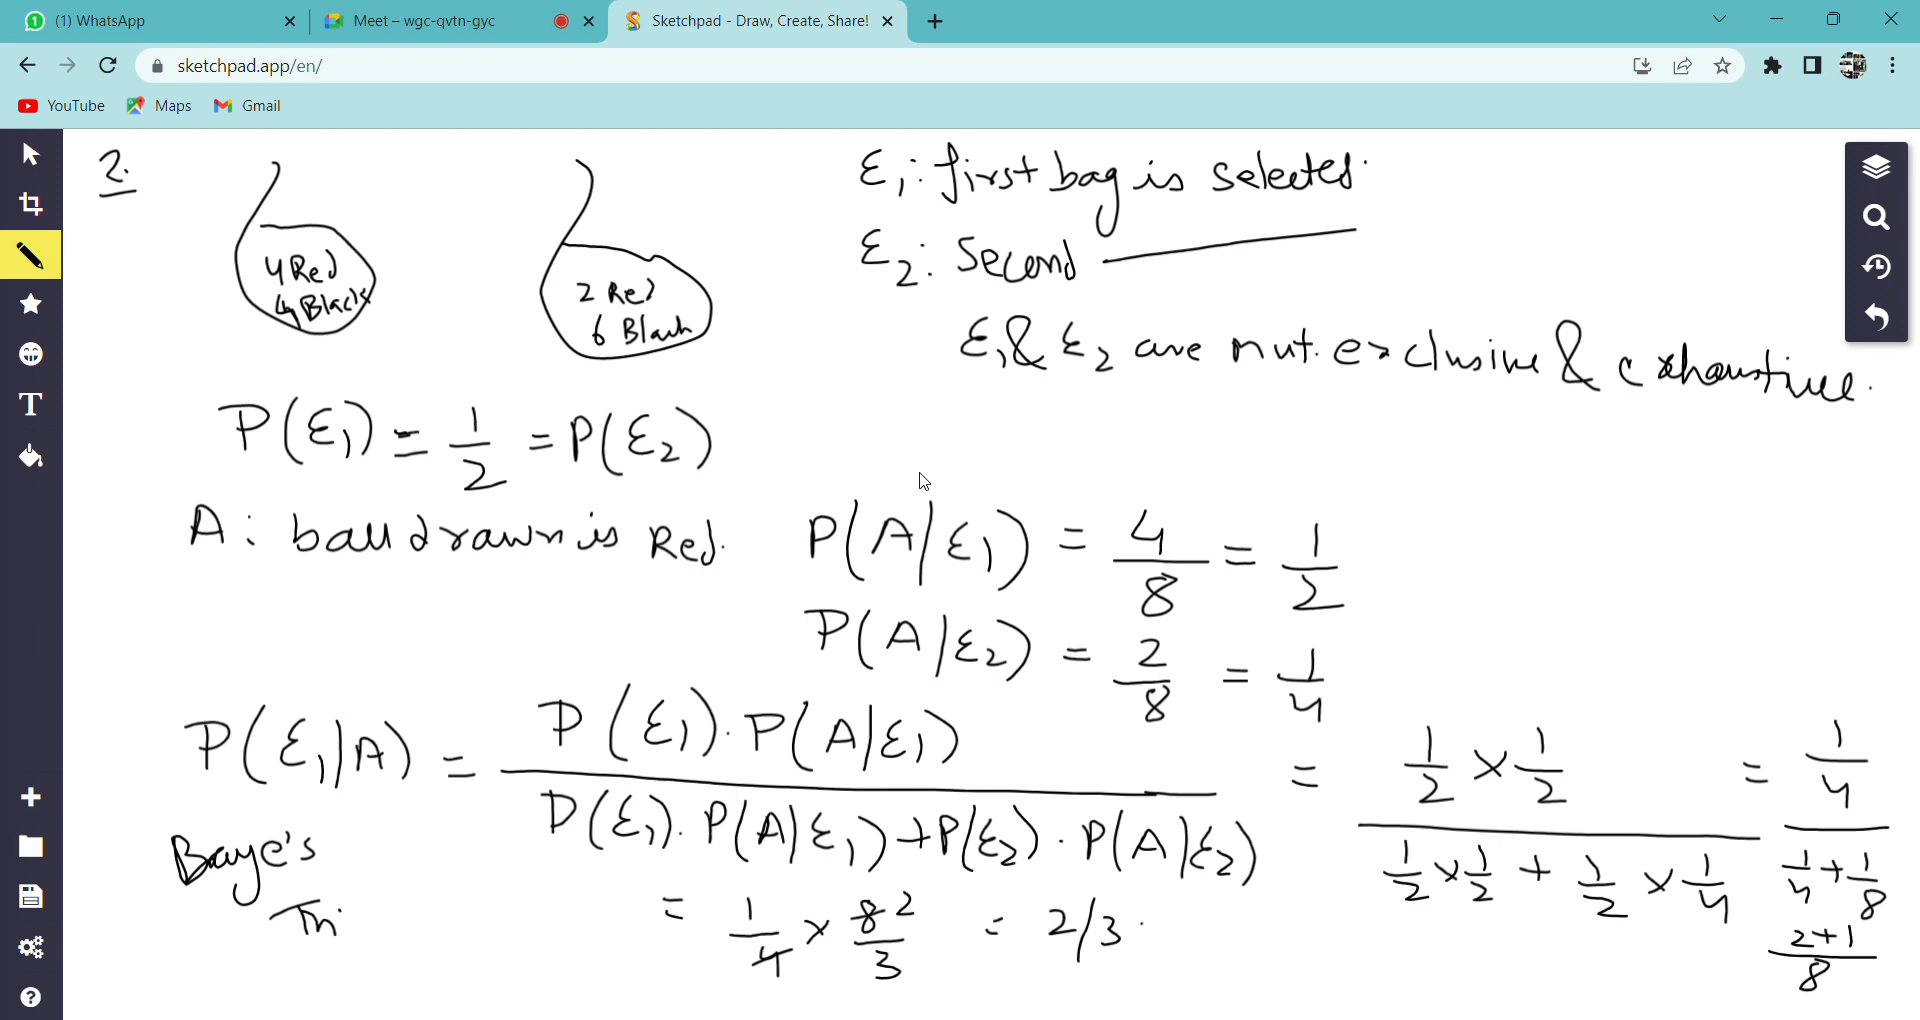 (1) WhatsApp
Meet – wgc-qvtn-gyc
Sketchpad - Draw, Create, Share!
sketchpad.app/en/
YouTube Maps Gmail
2.
4 Red
4 Black
2 Red
6 Black
E₁: first bag is selected.
E₂: Second ———
E₁ & E₂ are mut. exclusive & exhaustive.
P(E₁) = 1/2 = P(E₂)
A: ball drawn is Red.
P(A|E₁) = 4/8 = 1/2
P(A|E₂) = 2/8 = 1/4
P(E₁|A) = P(E₁).P(A|E₁) / P(E₁).P(A|E₁)+P(E₂).P(A|E₂) = 1/2 × 1/2 / 1/2 × 1/2 + 1/2 × 1/4 = 1/4 / 1/4 + 1/8
2+1/8
Baye's
Th
= 1/4 × 8 2/3 = 2/3.